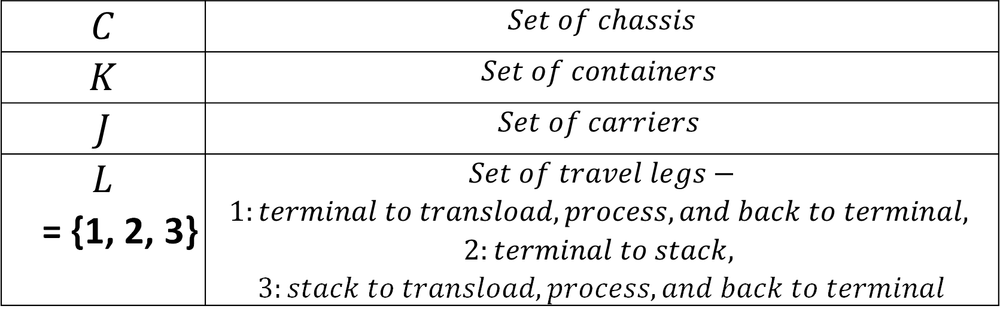 C Set of chassis
K Set of containers
J Set of carriers
L Set of travel legs −
= {1, 2, 3} 1: terminal to transload, process, and back to terminal,
2: terminal to stack,
3: stack to transload, process, and back to terminal